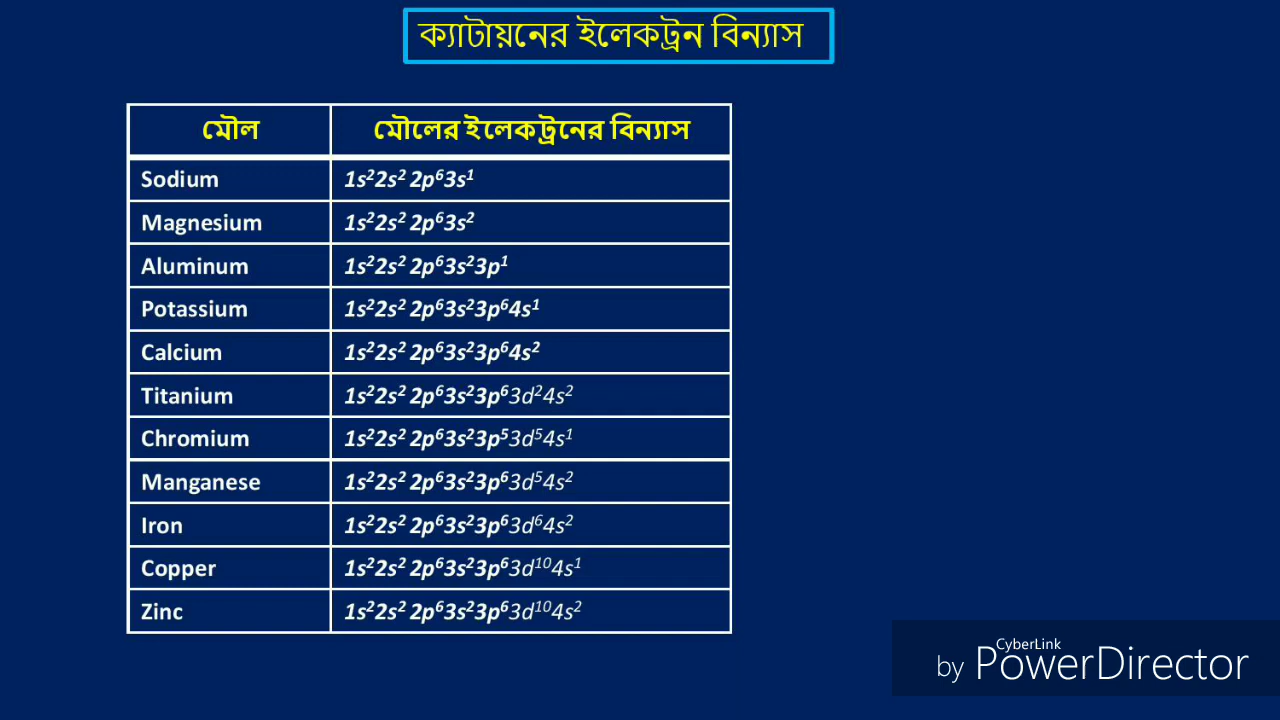 ক্যাটায়নের ইলেকট্রন বিন্যাস
মৌল মৌলের ইলেকট্রনের বিন্যাস
Sodium 1s²2s² 2p⁶3s¹
Magnesium 1s²2s² 2p⁶3s²
Aluminum 1s²2s² 2p⁶3s²3p¹
Potassium 1s²2s² 2p⁶3s²3p⁶4s¹
Calcium 1s²2s² 2p⁶3s²3p⁶4s²
Titanium 1s²2s² 2p⁶3s²3p⁶3d²4s²
Chromium 1s²2s² 2p⁶3s²3p⁵3d⁵4s¹
Manganese 1s²2s² 2p⁶3s²3p⁶3d⁵4s²
Iron 1s²2s² 2p⁶3s²3p⁶3d⁶4s²
Copper 1s²2s² 2p⁶3s²3p⁶3d¹⁰4s¹
Zinc 1s²2s² 2p⁶3s²3p⁶3d¹⁰4s²
CyberLink
by PowerDirector